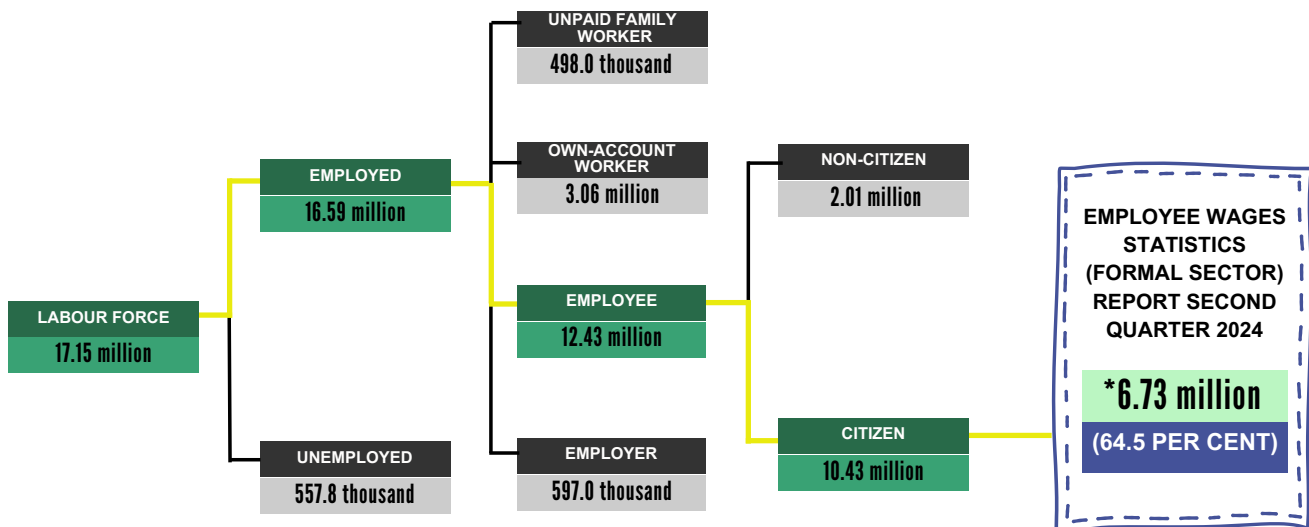 LABOUR FORCE
17.15 million
EMPLOYED
16.59 million
UNEMPLOYED
557.8 thousand
UNPAID FAMILY
WORKER
498.0 thousand
OWN-ACCOUNT
WORKER
3.06 million
EMPLOYEE
12.43 million
EMPLOYER
597.0 thousand
NON-CITIZEN
2.01 million
CITIZEN
10.43 million
EMPLOYEE WAGES
STATISTICS
(FORMAL SECTOR)
REPORT SECOND
QUARTER 2024
*6.73 million
(64.5 PER CENT)